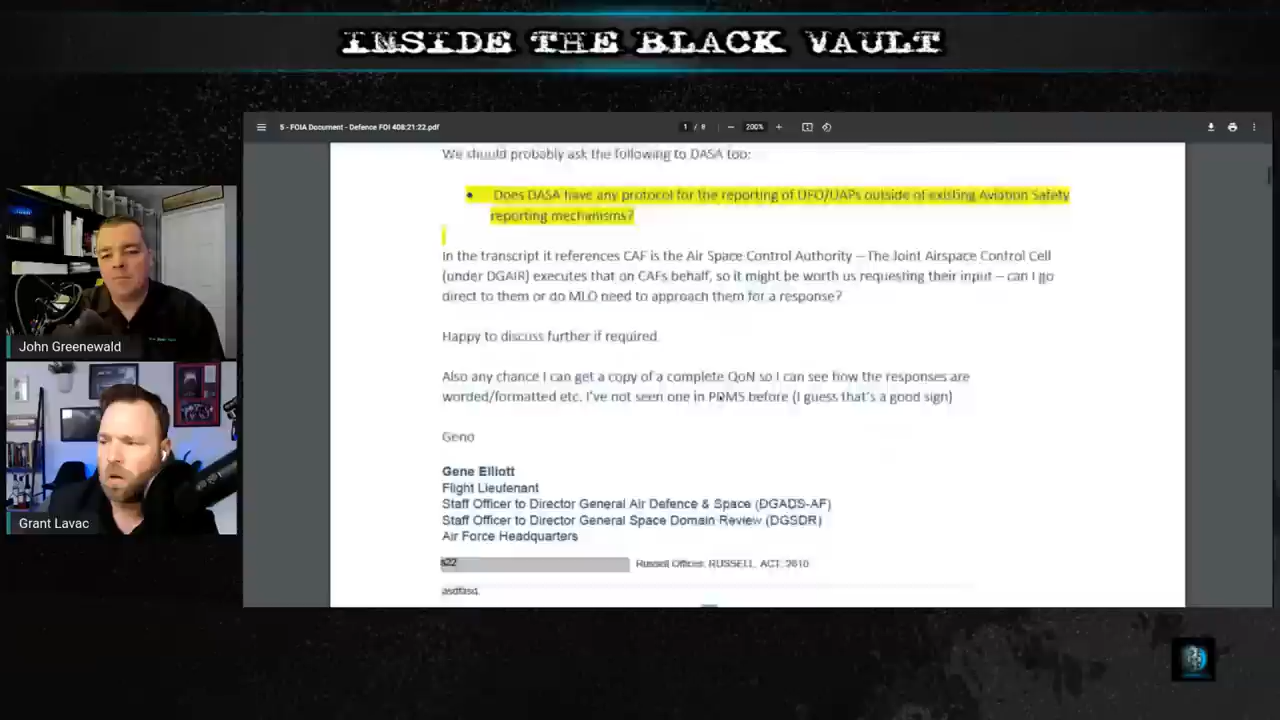 INSIDE THE BLACK VAULT
5 - FOIA Document - Defence FOI 408:21:22.pdf
1 / 8
200%
We should probably ask the following to DASA too:
• Does DASA have any protocol for the reporting of UFO/UAPs outside of existing Aviation Safety
reporting mechanisms?
In the transcript it references CAF is the Air Space Control Authority – The Joint Airspace Control Cell
(under DGAIR) executes that on CAFs behalf, so it might be worth us requesting their input – can I go
direct to them or do MLO need to approach them for a response?
Happy to discuss further if required
Also any chance I can get a copy of a complete QoN so I can see how the responses are
worded/formatted etc. I've not seen one in PDMS before (I guess that's a good sign)
Geno
Gene Elliott
Flight Lieutenant
Staff Officer to Director General Air Defence & Space (DGADS-AF)
Staff Officer to Director General Space Domain Review (DGSDR)
Air Force Headquarters
s22
Russell Offices, RUSSELL, ACT, 2610
John Greenewald
Grant Lavac